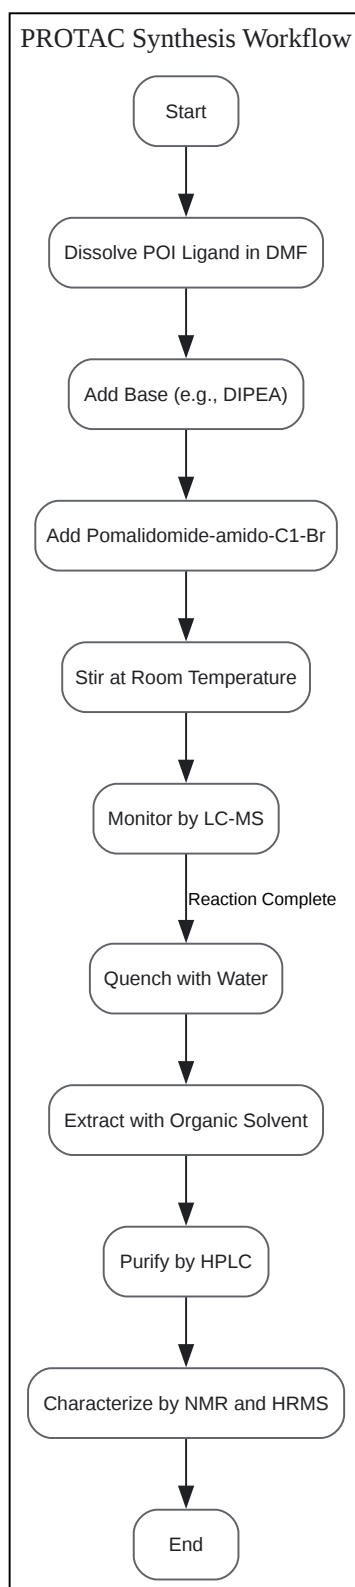 PROTAC Synthesis Workflow
Start
Dissolve POI Ligand in DMF
Add Base (e.g., DIPEA)
Add Pomalidomide-amido-C1-Br
Stir at Room Temperature
Monitor by LC-MS
Reaction Complete
Quench with Water
Extract with Organic Solvent
Purify by HPLC
Characterize by NMR and HRMS
End